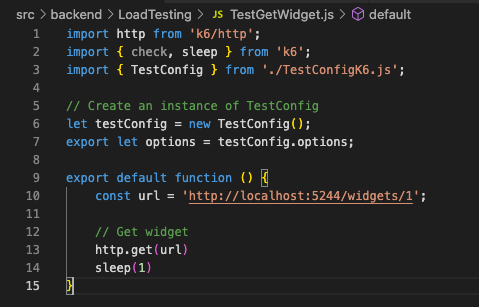 src > backend > LoadTesting > JS TestGetWidget.js > default
1 import http from 'k6/http';
2 import { check, sleep } from 'k6';
3 import { TestConfig } from './TestConfigK6.js';
4
5 // Create an instance of TestConfig
6 let testConfig = new TestConfig();
7 export let options = testConfig.options;
8
9 export default function () {
10     const url = 'http://localhost:5244/widgets/1';
11
12     // Get widget
13     http.get(url)
14     sleep(1)
15 }